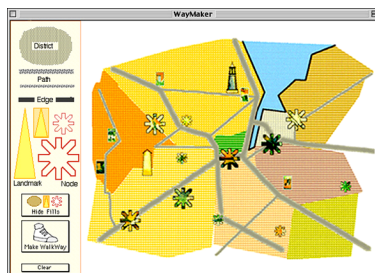 WayMaker
District
Path
Edge
Landmark
Node
Hide Fills
Make WalkWay
Clear